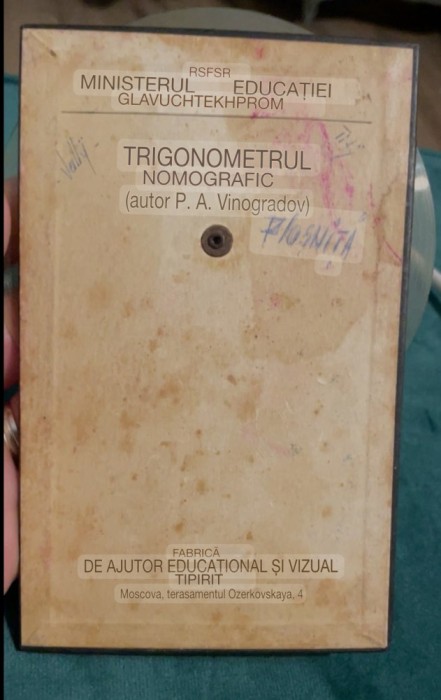 RSFSR
MINISTERUL EDUCAȚIEI
GLAVUCHTEKHPROM
TRIGONOMETRUL
NOMOGRAFIC
(autor P. A. Vinogradov)
FABRICĂ
DE AJUTOR EDUCAȚIONAL ȘI VIZUAL
TIPIRIT
Moscova, terasamentul Ozerkovskaya, 4